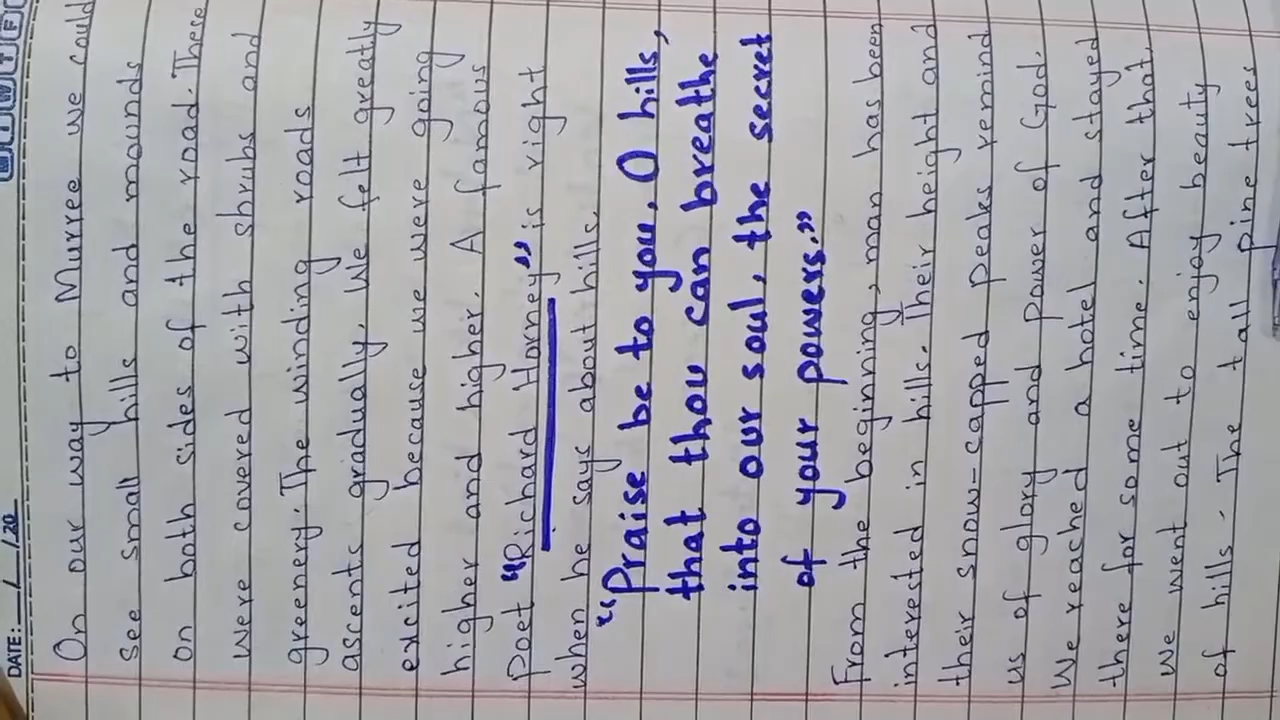 DATE: __/__/20__
M T W T F
On our way to Murree we could
see small hills and mounds
on both sides of the road. These
were covered with shrubs and
greenery. The winding roads
ascents gradually. We felt greatly
excited because we were going
higher and higher. A famous
Poet "Richard Horney" is right
when he says about hills.
"Praise be to you, O hills,
that thou can breathe
into our soul, the secret
of your powers."
From the beginning, man has been
interested in hills. Their height and
their snow-capped peaks remind
us of glory and power of God.
We reached a hotel and stayed
there for some time. After that,
we went out to enjoy beauty
of hills. The tall pine trees